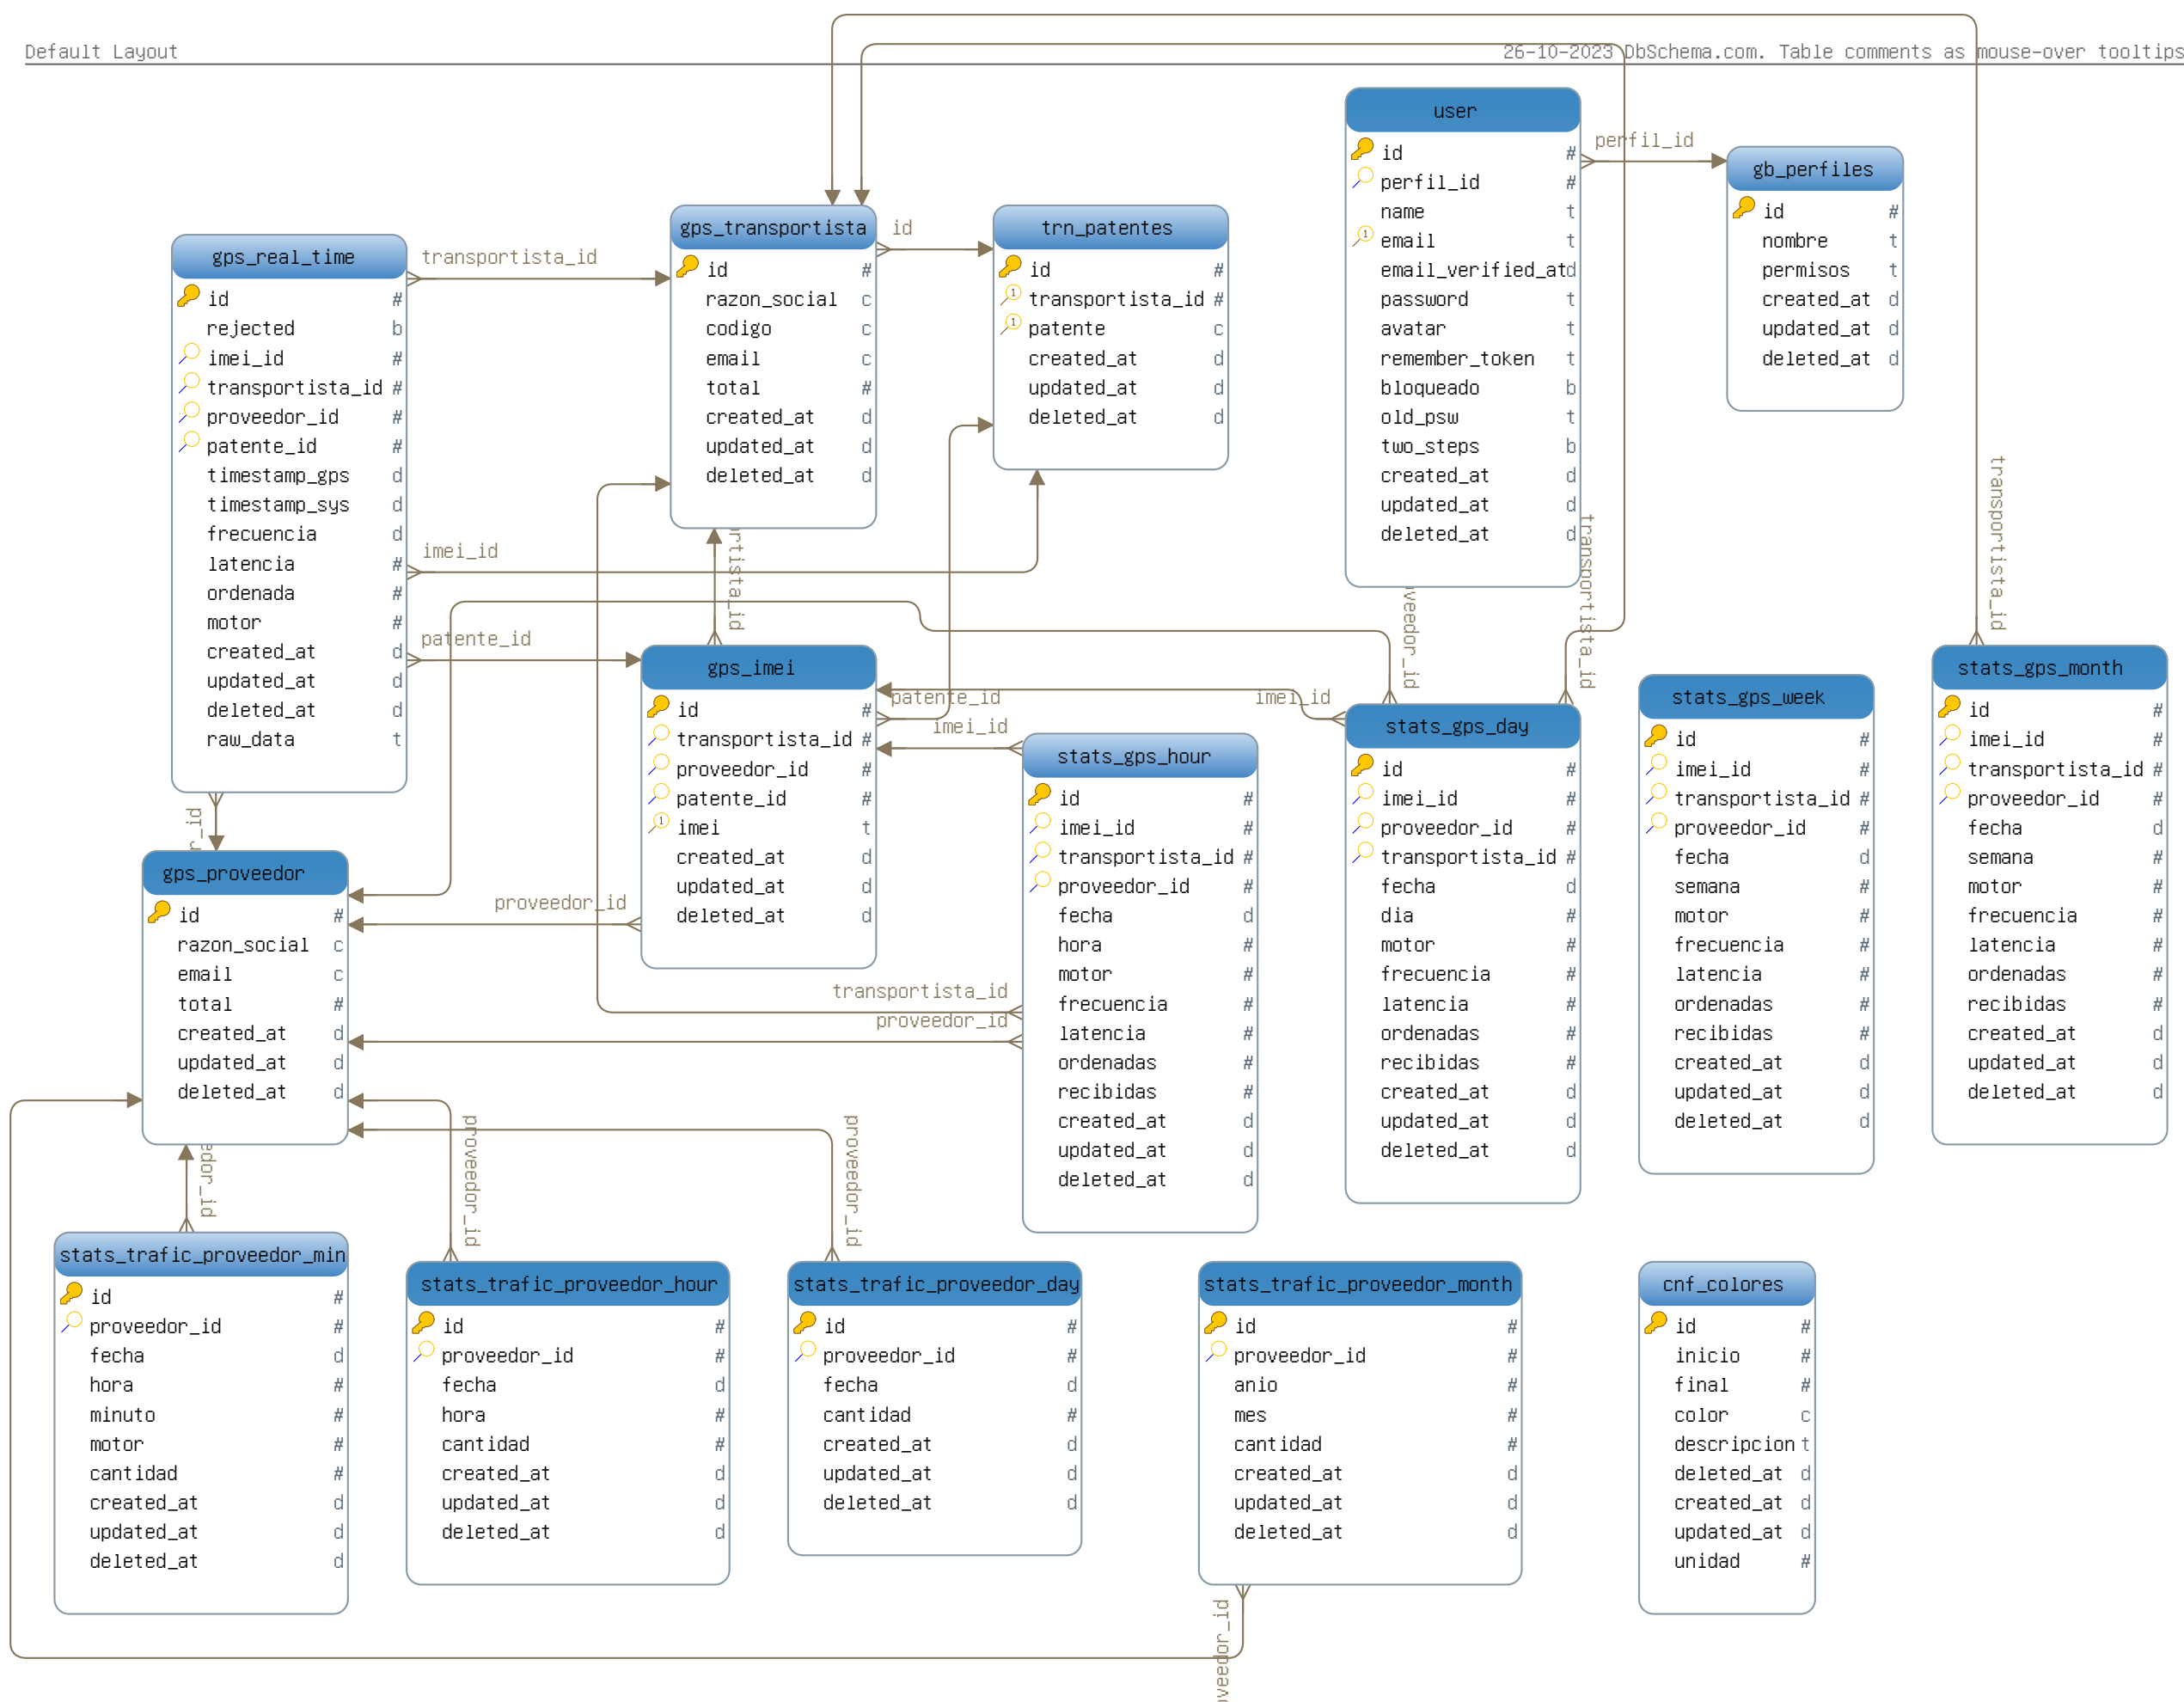 Default Layout
26-10-2023 DbSchema.com. Table comments as mouse-over tooltips
user
id #
perfil_id #
name t
email t
email_verified_at d
password t
avatar t
remember_token t
bloqueado b
old_psw t
two_steps b
created_at d
updated_at d
deleted_at d
perfil_id
gb_perfiles
id #
nombre t
permisos t
created_at d
updated_at d
deleted_at d
gps_real_time
id #
rejected b
imei_id #
transportista_id #
proveedor_id #
patente_id #
timestamp_gps d
timestamp_sys d
frecuencia d
latencia #
ordenada #
motor #
created_at d
updated_at d
deleted_at d
raw_data t
transportista_id
imei_id
patente_id
r_id
gps_transportista
id #
razon_social c
codigo c
email c
total #
created_at d
updated_at d
deleted_at d
id
rtista_id
trn_patentes
id #
1 transportista_id #
1 patente c
created_at d
updated_at d
deleted_at d
gps_imei
id #
transportista_id #
proveedor_id #
patente_id #
1 imei t
created_at d
updated_at d
deleted_at d
patente_id
imei_id
imei_id
proveedor_id
transportista_id
proveedor_id
stats_gps_hour
id #
imei_id #
transportista_id #
proveedor_id #
fecha d
hora #
motor #
frecuencia #
latencia #
ordenadas #
recibidas #
created_at d
updated_at d
deleted_at d
veedor_id
transportista_id
stats_gps_day
id #
imei_id #
proveedor_id #
transportista_id #
fecha d
dia #
motor #
frecuencia #
latencia #
ordenadas #
recibidas #
created_at d
updated_at d
deleted_at d
stats_gps_week
id #
imei_id #
transportista_id #
proveedor_id #
fecha d
semana #
motor #
frecuencia #
latencia #
ordenadas #
recibidas #
created_at d
updated_at d
deleted_at d
transportista_id
stats_gps_month
id #
imei_id #
transportista_id #
proveedor_id #
fecha d
semana #
motor #
frecuencia #
latencia #
ordenadas #
recibidas #
created_at d
updated_at d
deleted_at d
gps_proveedor
id #
razon_social c
email c
total #
created_at d
updated_at d
deleted_at d
edor_id
proveedor_id
proveedor_id
stats_trafic_proveedor_min
id #
proveedor_id #
fecha d
hora #
minuto #
motor #
cantidad #
created_at d
updated_at d
deleted_at d
stats_trafic_proveedor_hour
id #
proveedor_id #
fecha d
hora #
cantidad #
created_at d
updated_at d
deleted_at d
stats_trafic_proveedor_day
id #
proveedor_id #
fecha d
cantidad #
created_at d
updated_at d
deleted_at d
stats_trafic_proveedor_month
id #
proveedor_id #
anio #
mes #
cantidad #
created_at d
updated_at d
deleted_at d
veedor_id
cnf_colores
id #
inicio #
final #
color c
descripcion t
deleted_at d
created_at d
updated_at d
unidad #